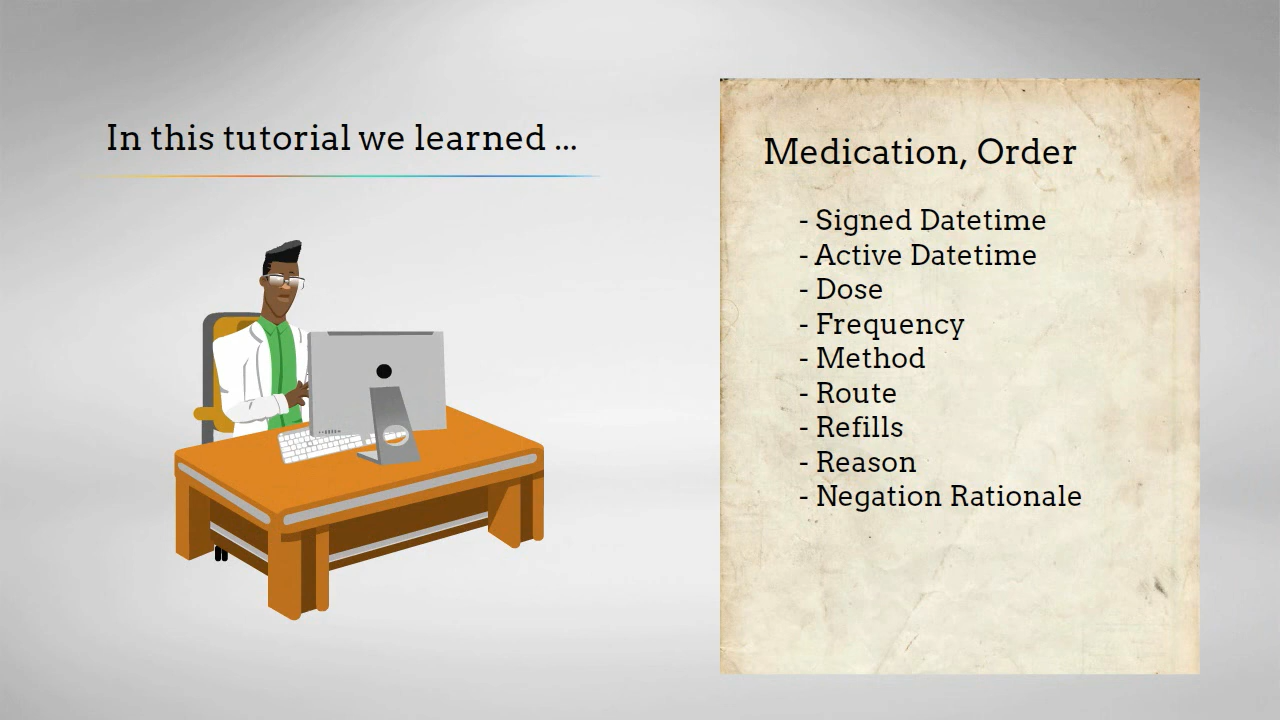 In this tutorial we learned ...
Medication, Order
- Signed Datetime
- Active Datetime
- Dose
- Frequency
- Method
- Route
- Refills
- Reason
- Negation Rationale